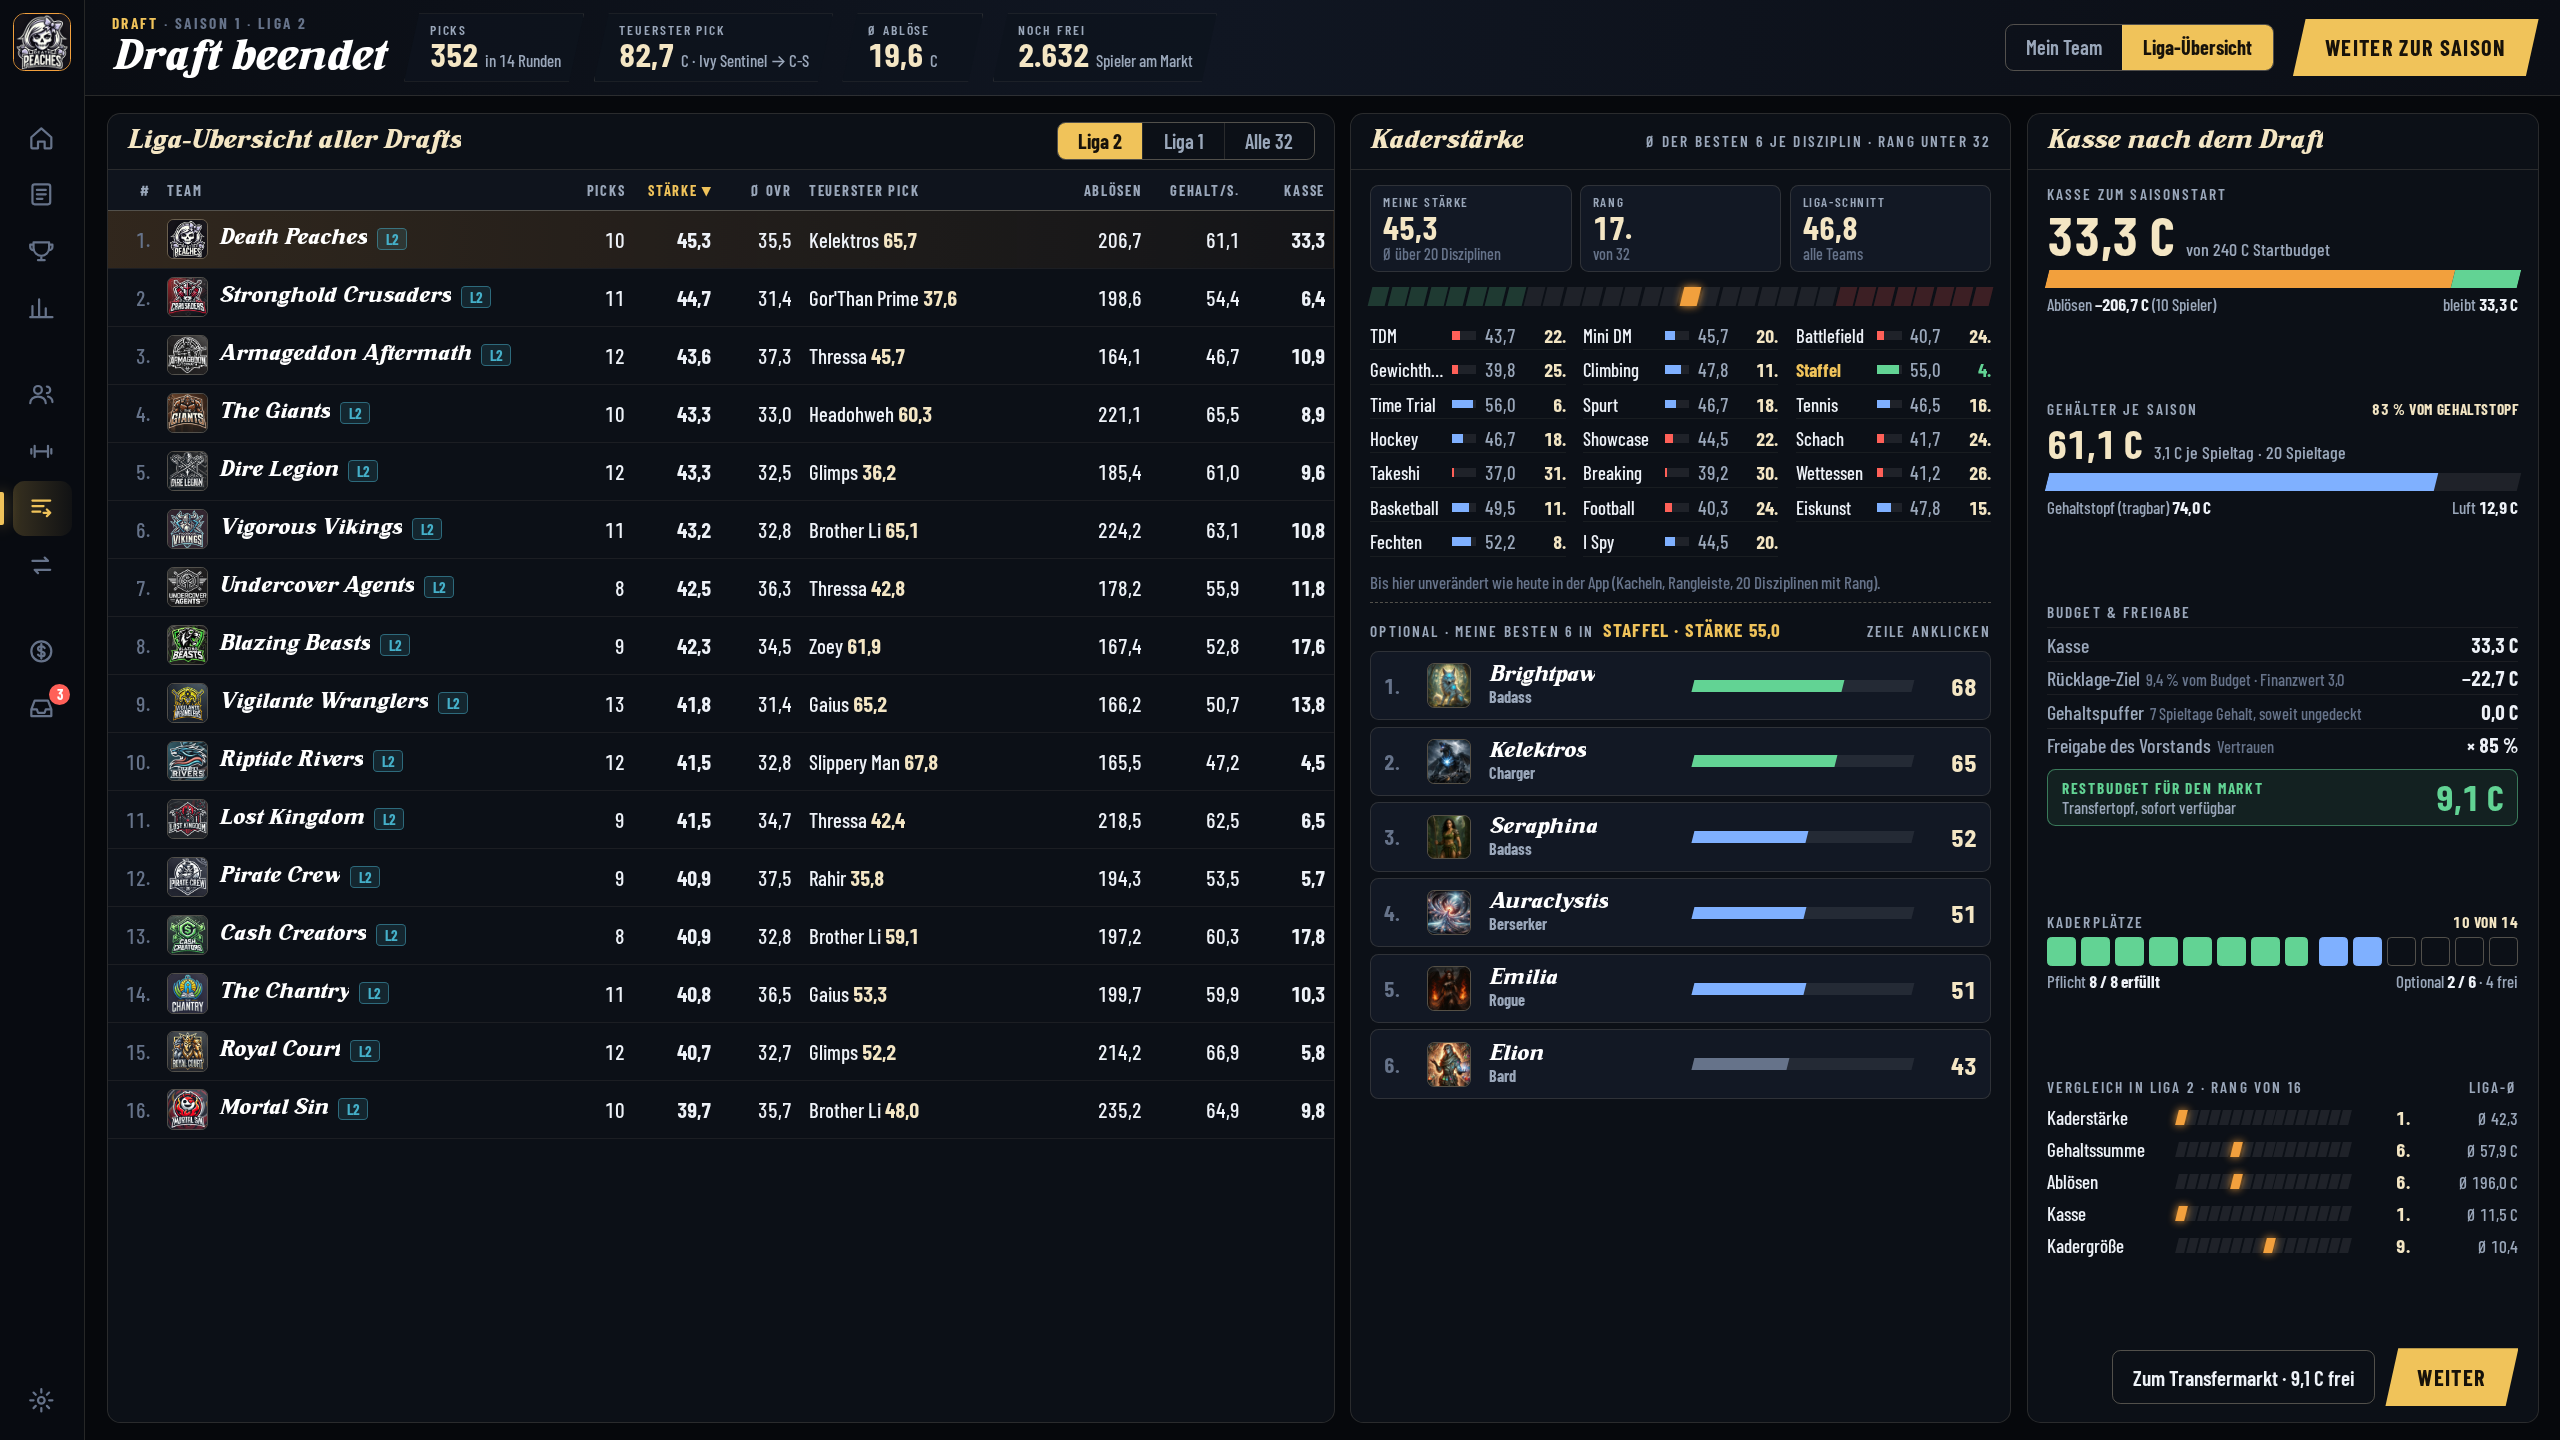 DRAFT · SAISON 1 · LIGA 2
Draft beendet
PICKS
352 in 14 Runden
TEUERSTER PICK
82,7 C · Ivy Sentinel → C-S
Ø ABLÖSE
19,6 C
NOCH FREI
2.632 Spieler am Markt
Mein Team
Liga-Übersicht
WEITER ZUR SAISON
Liga-Übersicht aller Drafts
Liga 2
Liga 1
Alle 32
# TEAM PICKS STÄRKE ▼ Ø OVR TEUERSTER PICK ABLÖSEN GEHALT/S. KASSE
1. Death Peaches L2 10 45,3 35,5 Kelektros 65,7 206,7 61,1 33,3
2. Stronghold Crusaders L2 11 44,7 31,4 Gor'Than Prime 37,6 198,6 54,4 6,4
3. Armageddon Aftermath L2 12 43,6 37,3 Thressa 45,7 164,1 46,7 10,9
4. The Giants L2 10 43,3 33,0 Headohweh 60,3 221,1 65,5 8,9
5. Dire Legion L2 12 43,3 32,5 Glimps 36,2 185,4 61,0 9,6
6. Vigorous Vikings L2 11 43,2 32,8 Brother Li 65,1 224,2 63,1 10,8
7. Undercover Agents L2 8 42,5 36,3 Thressa 42,8 178,2 55,9 11,8
8. Blazing Beasts L2 9 42,3 34,5 Zoey 61,9 167,4 52,8 17,6
9. Vigilante Wranglers L2 13 41,8 31,4 Gaius 65,2 166,2 50,7 13,8
10. Riptide Rivers L2 12 41,5 32,8 Slippery Man 67,8 165,5 47,2 4,5
11. Lost Kingdom L2 9 41,5 34,7 Thressa 42,4 218,5 62,5 6,5
12. Pirate Crew L2 9 40,9 37,5 Rahir 35,8 194,3 53,5 5,7
13. Cash Creators L2 8 40,9 32,8 Brother Li 59,1 197,2 60,3 17,8
14. The Chantry L2 11 40,8 36,5 Gaius 53,3 199,7 59,9 10,3
15. Royal Court L2 12 40,7 32,7 Glimps 52,2 214,2 66,9 5,8
16. Mortal Sin L2 10 39,7 35,7 Brother Li 48,0 235,2 64,9 9,8
Kaderstärke
Ø DER BESTEN 6 JE DISZIPLIN · RANG UNTER 32
MEINE STÄRKE
45,3
Ø über 20 Disziplinen
RANG
17.
von 32
LIGA-SCHNITT
46,8
alle Teams
TDM 43,7 22. Mini DM 45,7 20. Battlefield 40,7 24.
Gewichth... 39,8 25. Climbing 47,8 11. Staffel 55,0 4.
Time Trial 56,0 6. Spurt 46,7 18. Tennis 46,5 16.
Hockey 46,7 18. Showcase 44,5 22. Schach 41,7 24.
Takeshi 37,0 31. Breaking 39,2 30. Wettessen 41,2 26.
Basketball 49,5 11. Football 40,3 24. Eiskunst 47,8 15.
Fechten 52,2 8. I Spy 44,5 20.
Bis hier unverändert wie heute in der App (Kacheln, Rangleiste, 20 Disziplinen mit Rang).
OPTIONAL · MEINE BESTEN 6 IN STAFFEL · STÄRKE 55,0 ZEILE ANKLICKEN
1. Brightpaw 68
Badass
2. Kelektros 65
Charger
3. Seraphina 52
Badass
4. Auraclystis 51
Berserker
5. Emilia 51
Rogue
6. Elion 43
Bard
Kasse nach dem Draft
KASSE ZUM SAISONSTART
33,3 C von 240 C Startbudget
Ablösen −206,7 C (10 Spieler) bleibt 33,3 C
GEHÄLTER JE SAISON 83 % VOM GEHALTSTOPF
61,1 C 3,1 C je Spieltag · 20 Spieltage
Gehaltstopf (tragbar) 74,0 C Luft 12,9 C
BUDGET & FREIGABE
Kasse 33,3 C
Rücklage-Ziel 9,4 % vom Budget · Finanzwert 3,0 −22,7 C
Gehaltspuffer 7 Spieltage Gehalt, soweit ungedeckt 0,0 C
Freigabe des Vorstands Vertrauen × 85 %
RESTBUDGET FÜR DEN MARKT
Transfertopf, sofort verfügbar
9,1 C
KADERPLÄTZE 10 VON 14
Pflicht 8 / 8 erfüllt Optional 2 / 6 · 4 frei
VERGLEICH IN LIGA 2 · RANG VON 16 LIGA-Ø
Kaderstärke 1. Ø 42,3
Gehaltssumme 6. Ø 57,9 C
Ablösen 6. Ø 196,0 C
Kasse 1. Ø 11,5 C
Kadergröße 9. Ø 10,4
Zum Transfermarkt · 9,1 C frei
WEITER
3